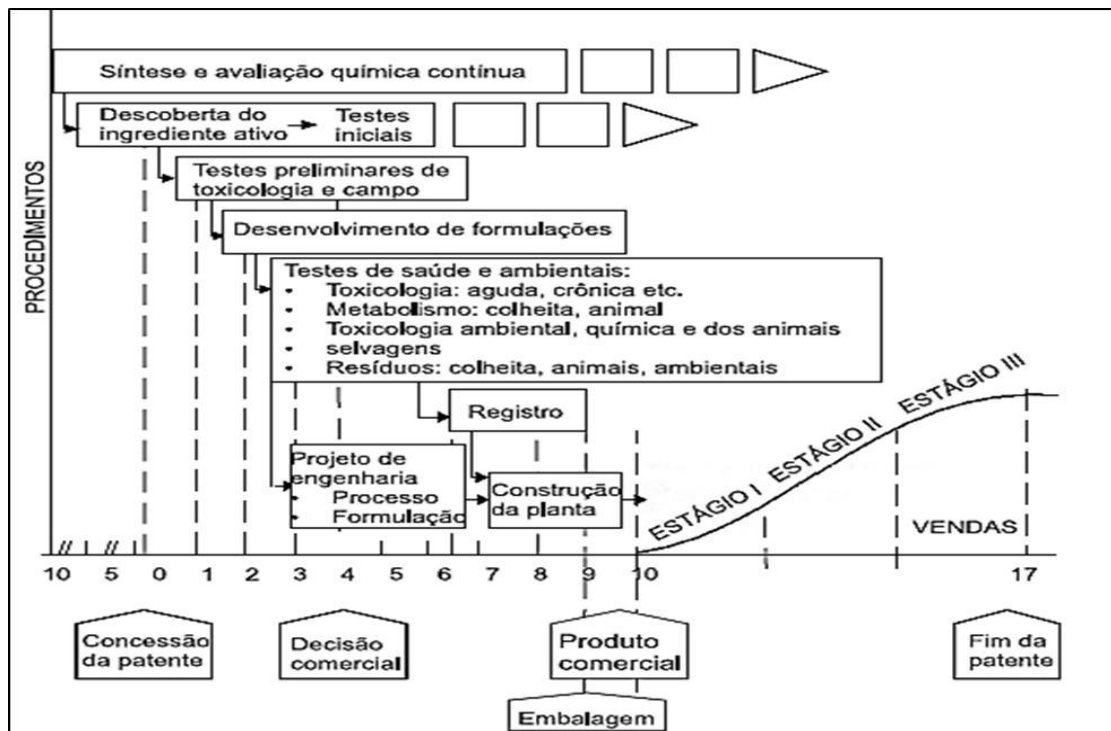 PROCEDIMENTOS
Síntese e avaliação química contínua
Descoberta do
ingrediente ativo
Testes
iniciais
Testes preliminares de
toxicologia e campo
Desenvolvimento de formulações
Testes de saúde e ambientais:
• Toxicologia: aguda, crônica etc.
• Metabolismo: colheita, animal
• Toxicologia ambiental, química e dos animais
• selvagens
• Resíduos: colheita, animais, ambientais
Registro
Projeto de
engenharia
• Processo
• Formulação
Construção
da planta
ESTÁGIO I
ESTÁGIO II
ESTÁGIO III
VENDAS
10 5 0 1 2 3 4 5 6 7 8 9 10 17
Concessão
da patente
Decisão
comercial
Produto
comercial
Fim da
patente
Embalagem